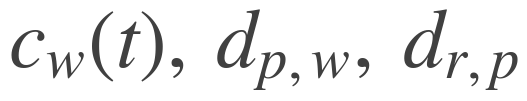 c_w(t), d_{p,w}, d_{r,p}